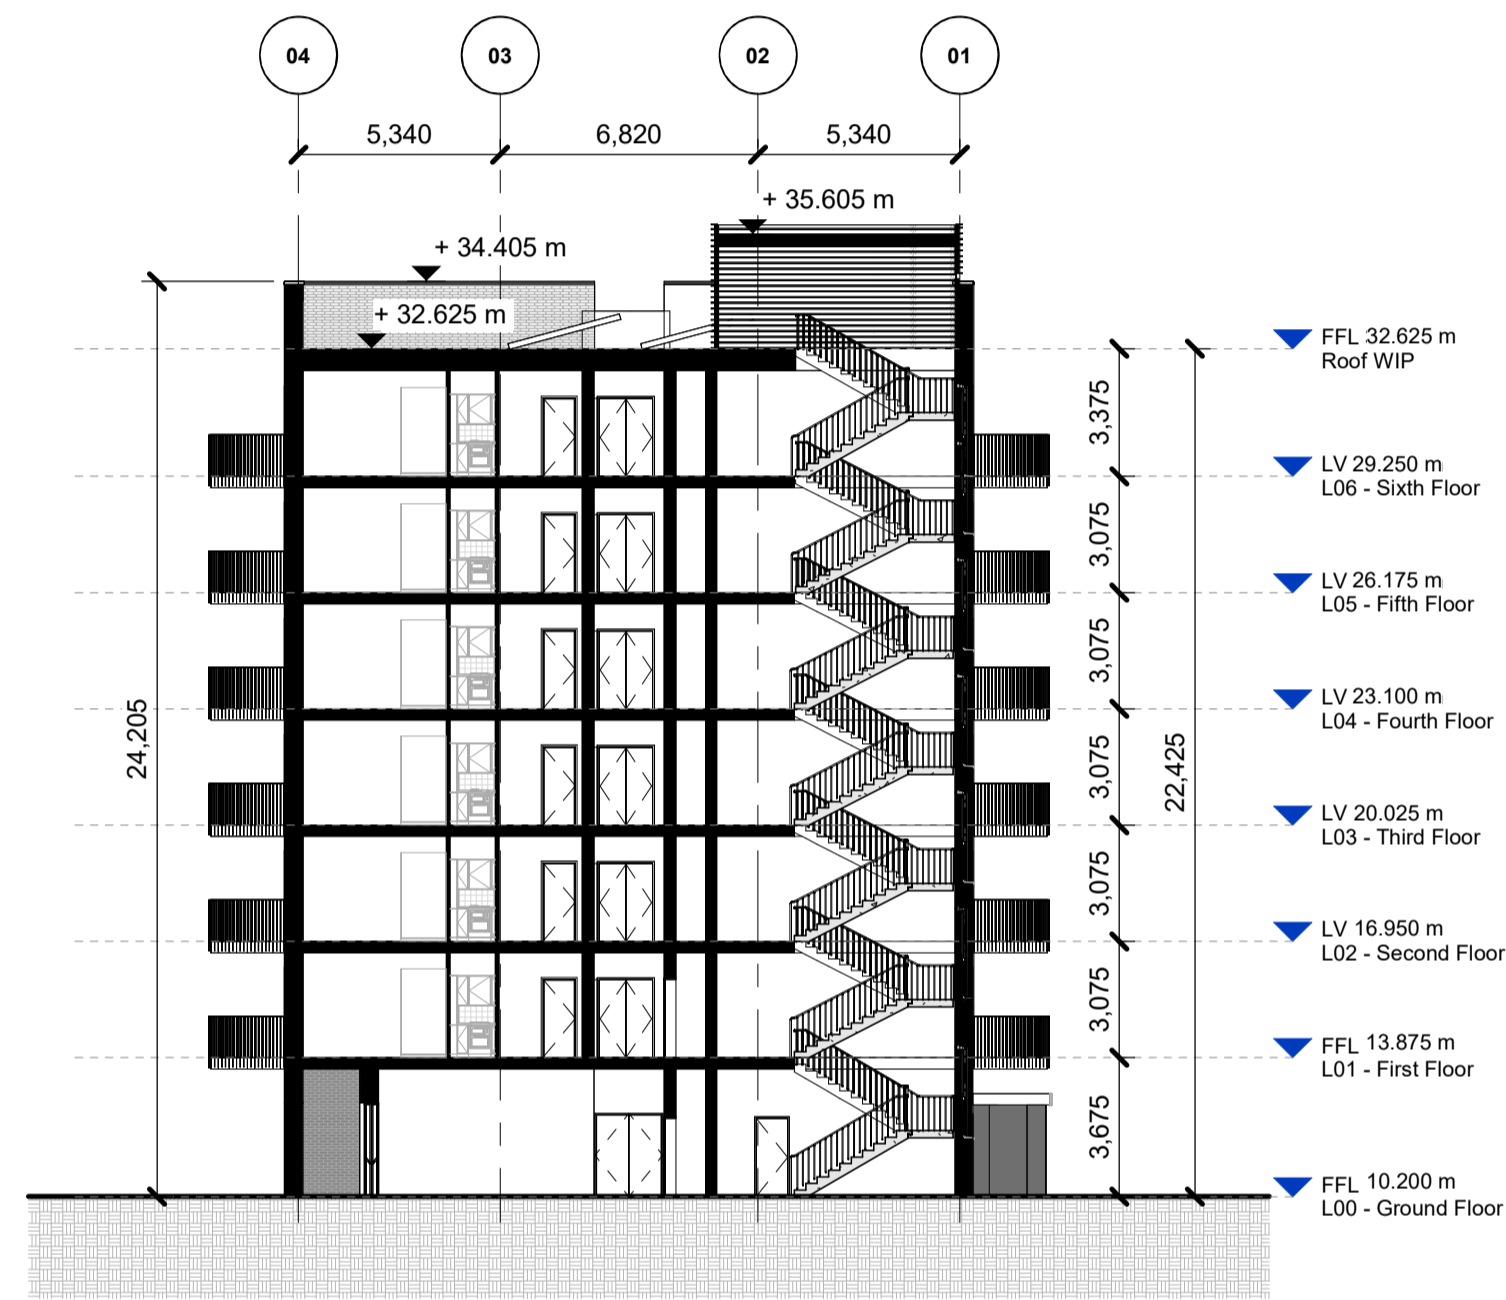 04
03
02
01
5,340
6,820
5,340
+ 35.605 m
+ 34.405 m
+ 32.625 m
FFL 32.625 m
Roof WIP
3,375
LV 29.250 m
L06 - Sixth Floor
3,075
LV 26.175 m
L05 - Fifth Floor
3,075
LV 23.100 m
L04 - Fourth Floor
24,205
3,075
22,425
LV 20.025 m
L03 - Third Floor
3,075
LV 16.950 m
L02 - Second Floor
3,075
FFL 13.875 m
L01 - First Floor
3,675
FFL 10.200 m
L00 - Ground Floor